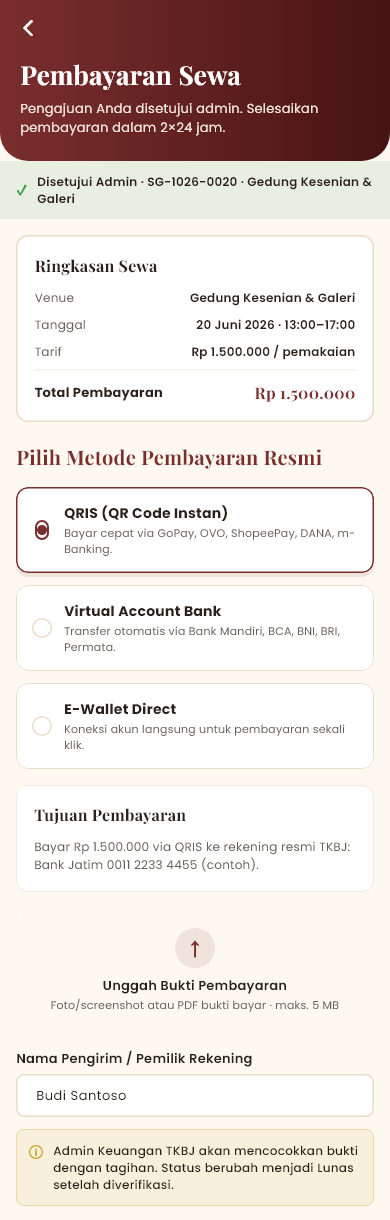 Pembayaran Sewa
Pengajuan Anda disetujui admin. Selesaikan
pembayaran dalam 2×24 jam.
Disetujui Admin · SG-1026-0020 · Gedung Kesenian &
Galeri
Ringkasan Sewa
Venue Gedung Kesenian & Galeri
Tanggal 20 Juni 2026 · 13:00–17:00
Tarif Rp 1.500.000 / pemakaian
Total Pembayaran Rp 1.500.000
Pilih Metode Pembayaran Resmi
QRIS (QR Code Instan)
Bayar cepat via GoPay, OVO, ShopeePay, DANA, m-
Banking.
Virtual Account Bank
Transfer otomatis via Bank Mandiri, BCA, BNI, BRI,
Permata.
E-Wallet Direct
Koneksi akun langsung untuk pembayaran sekali
klik.
Tujuan Pembayaran
Bayar Rp 1.500.000 via QRIS ke rekening resmi TKBJ:
Bank Jatim 0011 2233 4455 (contoh).
Unggah Bukti Pembayaran
Foto/screenshot atau PDF bukti bayar · maks. 5 MB
Nama Pengirim / Pemilik Rekening
Budi Santoso
Admin Keuangan TKBJ akan mencocokkan bukti
dengan tagihan. Status berubah menjadi Lunas
setelah diverifikasi.